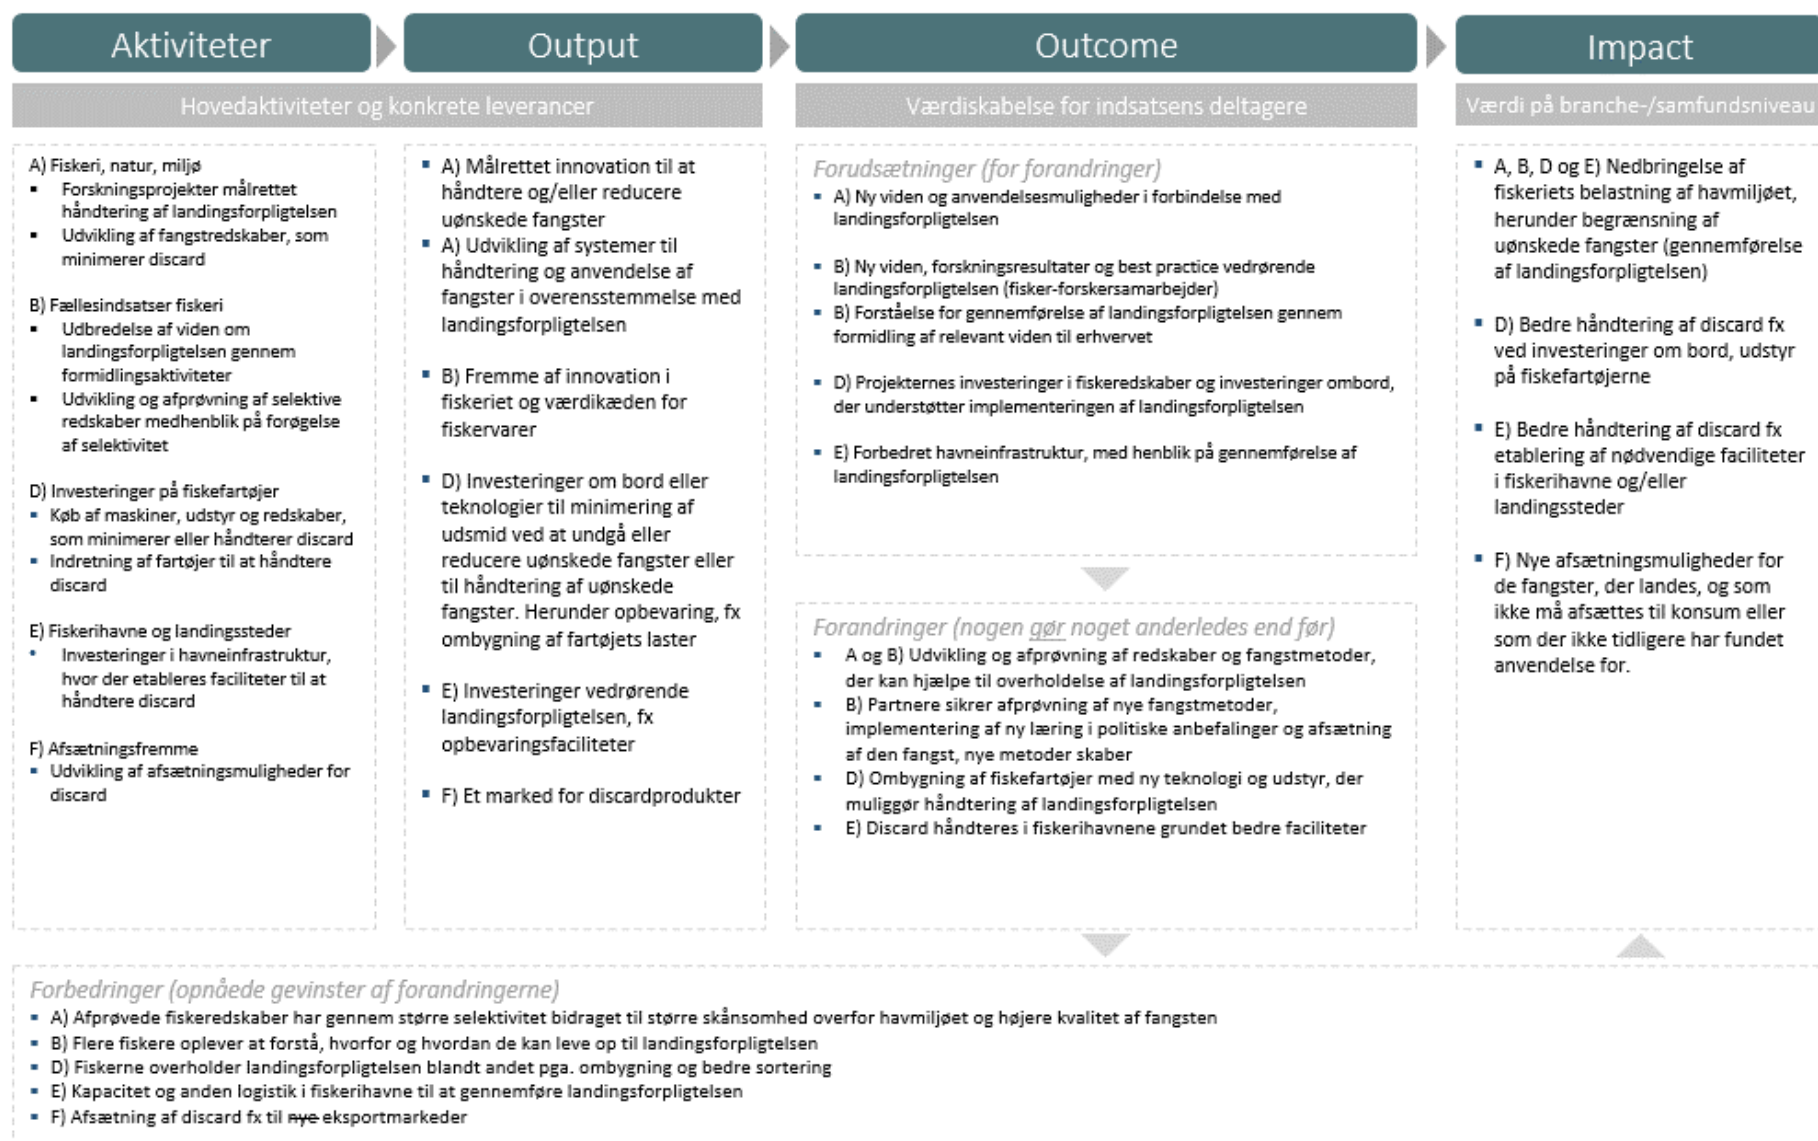 Aktiviteter
Output
Outcome
Impact
Hovedaktiviteter og konkrete leverancer
Værdiskabelse for indsatsens deltagere
Værdi på branche-/samfundsniveau
A) Fiskeri, natur, miljø
▪ Forskningsprojekter målrettet
håndtering af landingsforpligtelsen
▪ Udvikling af fangstredskaber, som
minimerer discard
B) Fællesindsatser fiskeri
▪ Udbredelse af viden om
landingsforpligtelsen gennem
formidlingsaktiviteter
▪ Udvikling og afprøvning af selektive
redskaber medhenblik på forøgelse
af selektivitet
D) Investeringer på fiskefartøjer
▪ Køb af maskiner, udstyr og redskaber,
som minimerer eller håndterer discard
▪ Indretning af fartøjer til at håndtere
discard
E) Fiskerihavne og landingssteder
• Investeringer i havneinfrastruktur,
hvor der etableres faciliteter til at
håndtere discard
F) Afsætningsfremme
▪ Udvikling af afsætningsmuligheder for
discard
▪ A) Målrettet innovation til at
håndtere og/eller reducere
uønskede fangster
▪ A) Udvikling af systemer til
håndtering og anvendelse af
fangster i overensstemmelse med
landingsforpligtelsen
▪ B) Fremme af innovation i
fiskeriet og værdikæden for
fiskervarer
▪ D) Investeringer om bord eller
teknologier til minimering af
udsmid ved at undgå eller
reducere uønskede fangster eller
til håndtering af uønskede
fangster. Herunder opbevaring, fx
ombygning af fartøjets laster
▪ E) Investeringer vedrørende
landingsforpligtelsen, fx
opbevaringsfaciliteter
▪ F) Et marked for discardprodukter
Forudsætninger (for forandringer)
▪ A) Ny viden og anvendelsesmuligheder i forbindelse med
landingsforpligtelsen
▪ B) Ny viden, forskningsresultater og best practice vedrørende
landingsforpligtelsen (fisker-forskersamarbejder)
▪ B) Forståelse for gennemførelse af landingsforpligtelsen gennem
formidling af relevant viden til erhvervet
▪ D) Projekternes investeringer i fiskeredskaber og investeringer ombord,
der understøtter implementeringen af landingsforpligtelsen
▪ E) Forbedret havneinfrastruktur, med henblik på gennemførelse af
landingsforpligtelsen
Forandringer (nogen gør noget anderledes end før)
▪ A og B) Udvikling og afprøvning af redskaber og fangstmetoder,
der kan hjælpe til overholdelse af landingsforpligtelsen
▪ B) Partnere sikrer afprøvning af nye fangstmetoder,
implementering af ny læring i politiske anbefalinger og afsætning
af den fangst, nye metoder skaber
▪ D) Ombygning af fiskefartøjer med ny teknologi og udstyr, der
muliggør håndtering af landingsforpligtelsen
▪ E) Discard håndteres i fiskerihavnene grundet bedre faciliteter
▪ A, B, D og E) Nedbringelse af
fiskeriets belastning af havmiljøet,
herunder begrænsning af
uønskede fangster (gennemførelse
af landingsforpligtelsen)
▪ D) Bedre håndtering af discard fx
ved investeringer om bord, udstyr
på fiskefartøjerne
▪ E) Bedre håndtering af discard fx
etablering af nødvendige faciliteter
i fiskerihavne og/eller
landingssteder
▪ F) Nye afsætningsmuligheder for
de fangster, der landes, og som
ikke må afsættes til konsum eller
som der ikke tidligere har fundet
anvendelse for.
Forbedringer (opnåede gevinster af forandringerne)
▪ A) Afprøvede fiskeredskaber har gennem større selektivitet bidraget til større skånsomhed overfor havmiljøet og højere kvalitet af fangsten
▪ B) Flere fiskere oplever at forstå, hvorfor og hvordan de kan leve op til landingsforpligtelsen
▪ D) Fiskerne overholder landingsforpligtelsen blandt andet pga. ombygning og bedre sortering
▪ E) Kapacitet og anden logistik i fiskerihavne til at gennemføre landingsforpligtelsen
▪ F) Afsætning af discard fx til nye eksportmarkeder